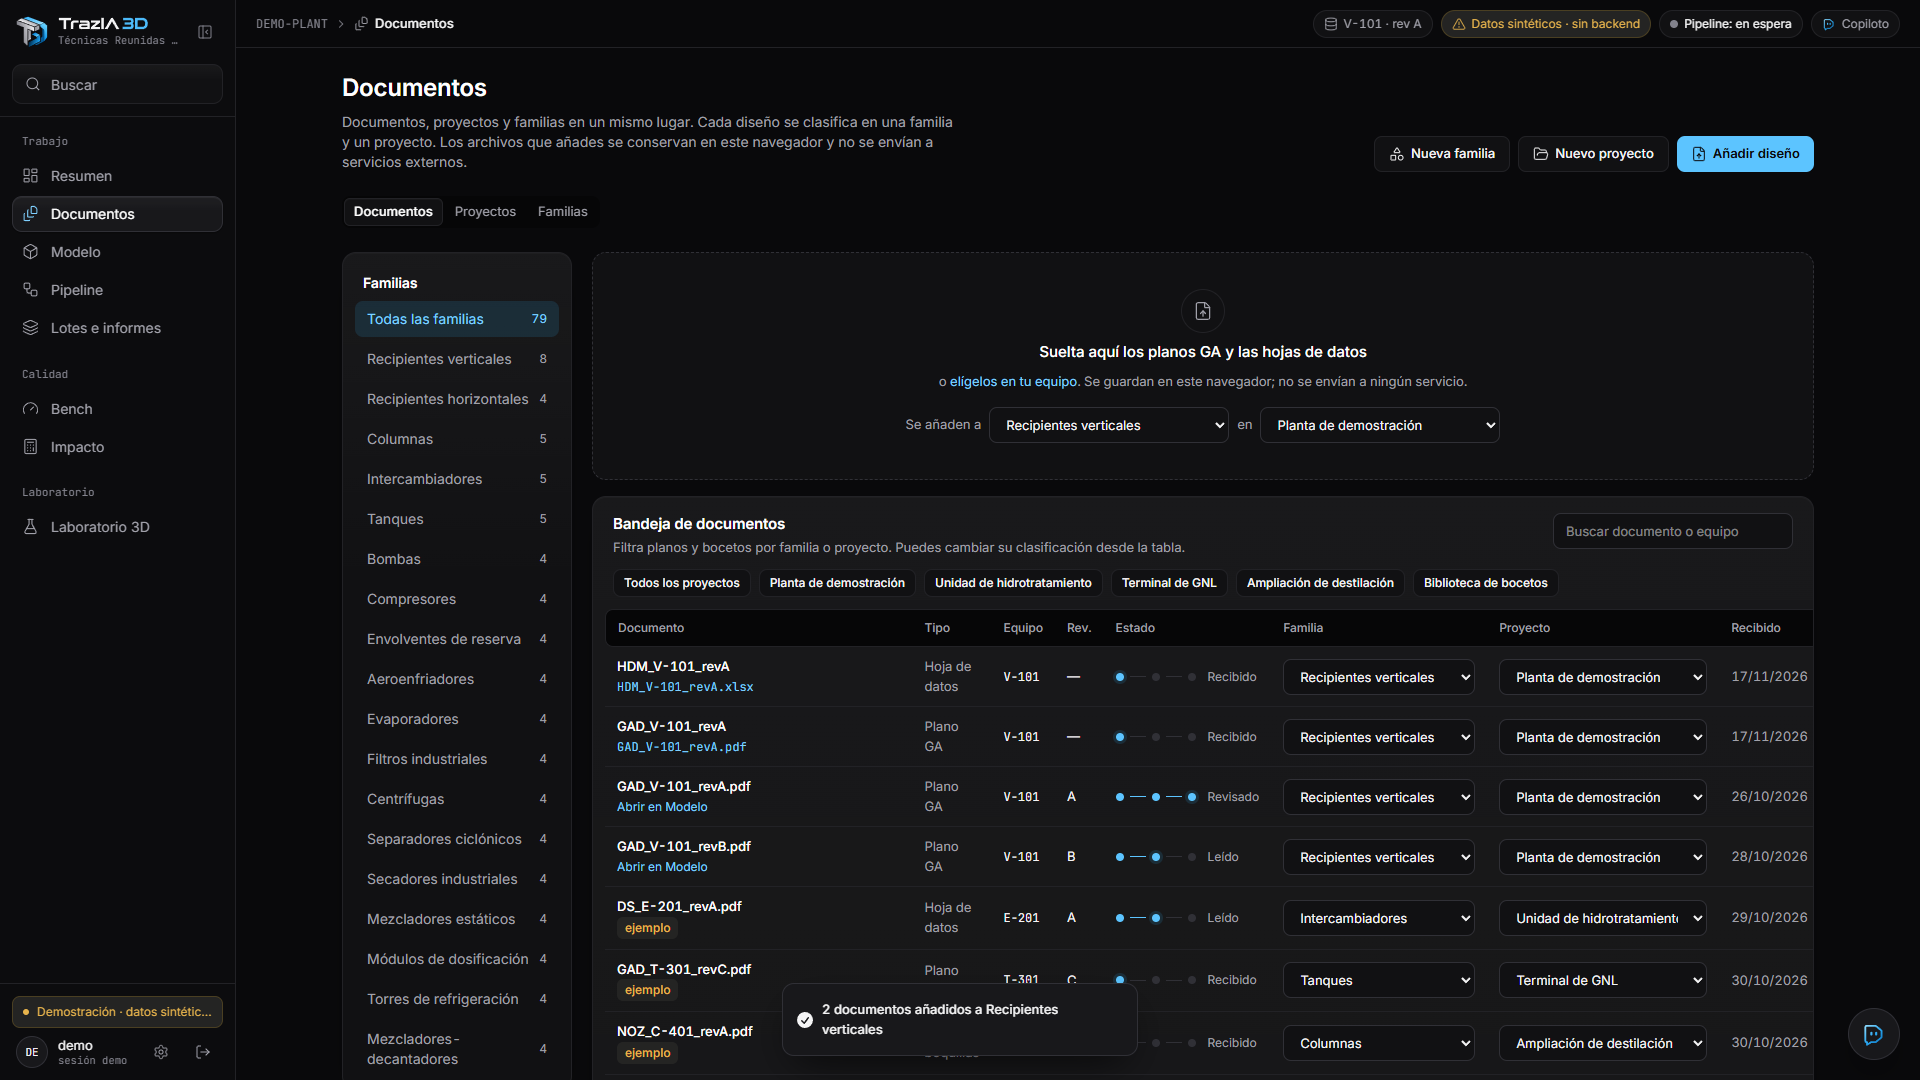 TrazIA 3D
Técnicas Reunidas …
Buscar
Trabajo
Resumen
Documentos
Modelo
Pipeline
Lotes e informes
Calidad
Bench
Impacto
Laboratorio
Laboratorio 3D
Demostración · datos sintétic...
DE
demo
sesión demo
DEMO-PLANT
Documentos
V-101 · rev A
Datos sintéticos · sin backend
Pipeline: en espera
Copiloto
Documentos
Documentos, proyectos y familias en un mismo lugar. Cada diseño se clasifica en una familia
y un proyecto. Los archivos que añades se conservan en este navegador y no se envían a
servicios externos.
Nueva familia
Nuevo proyecto
Añadir diseño
Documentos Proyectos Familias
Familias
Todas las familias 79
Recipientes verticales 8
Recipientes horizontales 4
Columnas 5
Intercambiadores 5
Tanques 5
Bombas 4
Compresores 4
Envolventes de reserva 4
Aeroenfriadores 4
Evaporadores 4
Filtros industriales 4
Centrífugas 4
Separadores ciclónicos 4
Secadores industriales 4
Mezcladores estáticos 4
Módulos de dosificación 4
Torres de refrigeración 4
Mezcladores-
decantadores 4
Suelta aquí los planos GA y las hojas de datos
o elígelos en tu equipo. Se guardan en este navegador; no se envían a ningún servicio.
Se añaden a Recipientes verticales en Planta de demostración
Bandeja de documentos
Filtra planos y bocetos por familia o proyecto. Puedes cambiar su clasificación desde la tabla.
Buscar documento o equipo
Todos los proyectos Planta de demostración Unidad de hidrotratamiento Terminal de GNL Ampliación de destilación Biblioteca de bocetos
Documento Tipo Equipo Rev. Estado Familia Proyecto Recibido
HDM_V-101_revA
HDM_V-101_revA.xlsx
Hoja de
datos
V-101 — Recibido Recipientes verticales Planta de demostración 17/11/2026
GAD_V-101_revA
GAD_V-101_revA.pdf
Plano
GA
V-101 — Recibido Recipientes verticales Planta de demostración 17/11/2026
GAD_V-101_revA.pdf
Abrir en Modelo
Plano
GA
V-101 A Revisado Recipientes verticales Planta de demostración 26/10/2026
GAD_V-101_revB.pdf
Abrir en Modelo
Plano
GA
V-101 B Leído Recipientes verticales Planta de demostración 28/10/2026
DS_E-201_revA.pdf
ejemplo
Hoja de
datos
E-201 A Leído Intercambiadores Unidad de hidrotratamiento 29/10/2026
GAD_T-301_revC.pdf
ejemplo
Plano
T-301 C Recibido Tanques Terminal de GNL 30/10/2026
NOZ_C-401_revA.pdf
ejemplo
Recibido Columnas Ampliación de destilación 30/10/2026
2 documentos añadidos a Recipientes
verticales